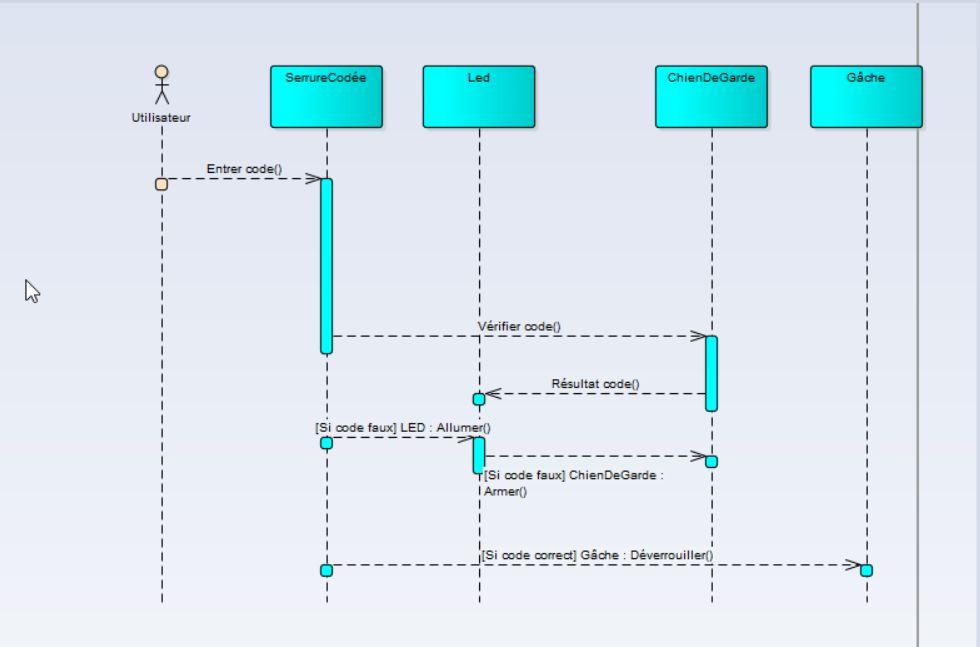 SerrureCodée
Led
ChienDeGarde
Gâche
Utilisateur
Entrer code()
Vérifier code()
Résultat code()
[Si code faux] LED : Allumer()
[Si code faux] ChienDeGarde :
Armer()
[Si code correct] Gâche : Déverrouiller()